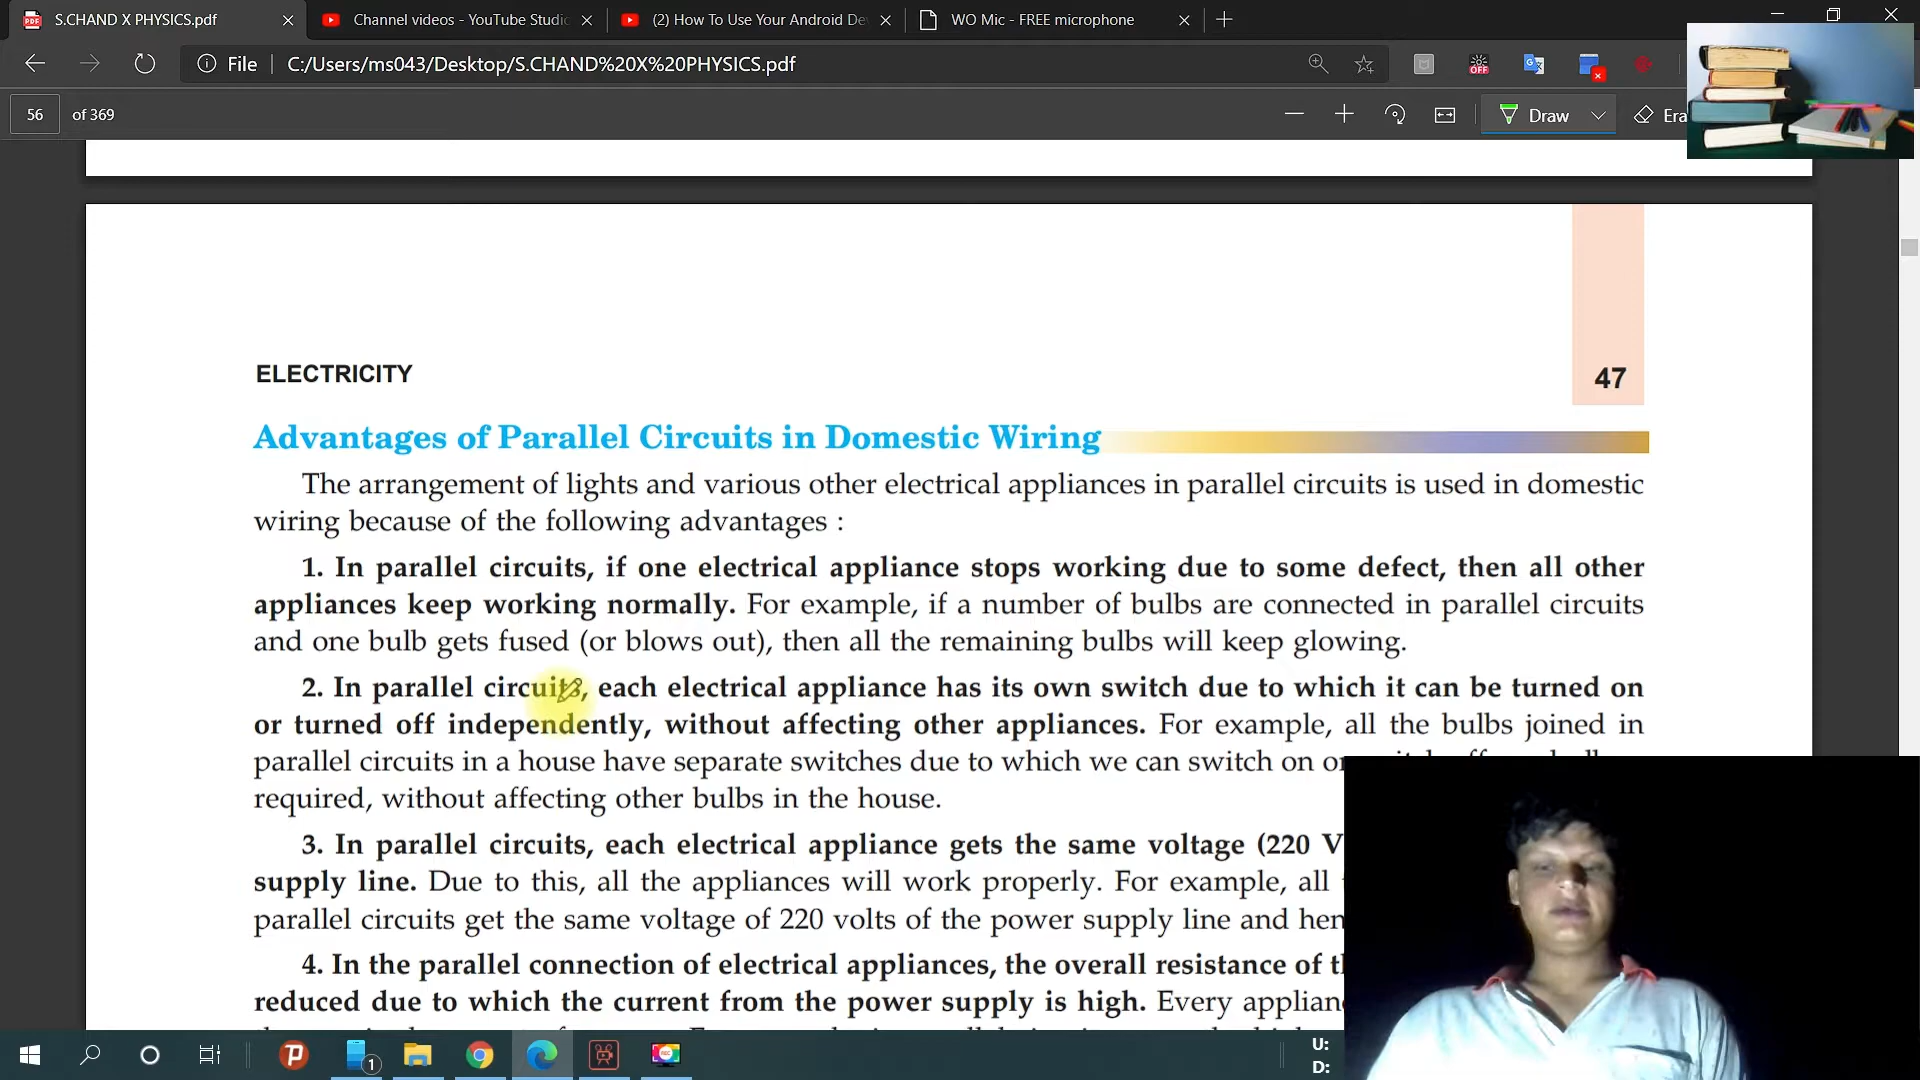 S.CHAND X PHYSICS.pdf
Channel videos - YouTube Studio
(2) How To Use Your Android De
WO Mic - FREE microphone
File
C:/Users/ms043/Desktop/S.CHAND%20X%20PHYSICS.pdf
OFF
56 of 369
Draw
Era
ELECTRICITY
47
Advantages of Parallel Circuits in Domestic Wiring
The arrangement of lights and various other electrical appliances in parallel circuits is used in domestic
wiring because of the following advantages :
1. In parallel circuits, if one electrical appliance stops working due to some defect, then all other
appliances keep working normally. For example, if a number of bulbs are connected in parallel circuits
and one bulb gets fused (or blows out), then all the remaining bulbs will keep glowing.
2. In parallel circuits, each electrical appliance has its own switch due to which it can be turned on
or turned off independently, without affecting other appliances. For example, all the bulbs joined in
parallel circuits in a house have separate switches due to which we can switch on or
required, without affecting other bulbs in the house.
3. In parallel circuits, each electrical appliance gets the same voltage (220 V
supply line. Due to this, all the appliances will work properly. For example, all
parallel circuits get the same voltage of 220 volts of the power supply line and hen
4. In the parallel connection of electrical appliances, the overall resistance of
reduced due to which the current from the power supply is high. Every applian
1
U:
D: